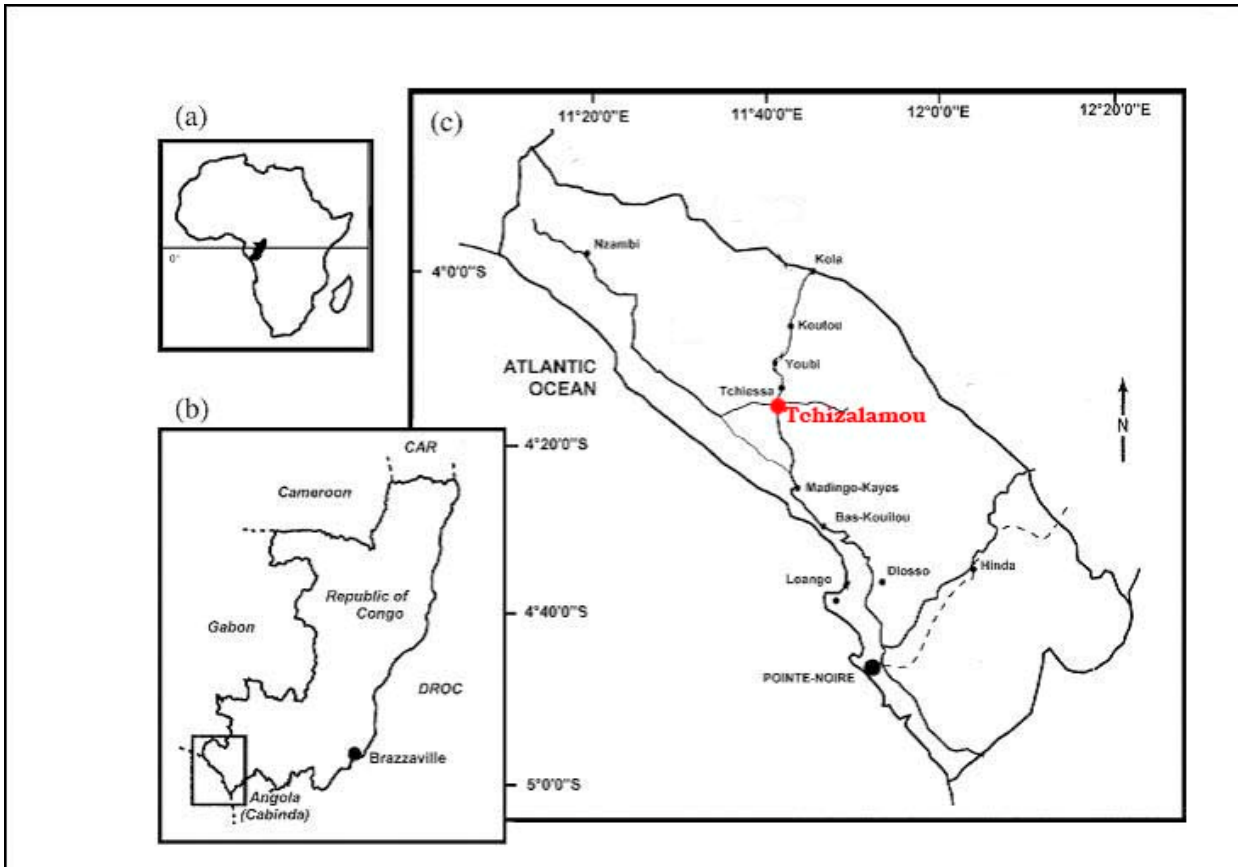 (a)
0°
(b)
CAR
Cameroon
Republic of
Congo
Gabon
DROC
Brazzaville
Angola
(Cabinda)
(c)
11°20'0"E
11°40'0"E
12°0'0"E
12°20'0"E
4°0'0"S
4°20'0"S
4°40'0"S
5°0'0"S
Nzambi
Kola
Koutou
Youbi
ATLANTIC
OCEAN
Tchiessa
Tchizalamou
N
Madingo-Kayes
Bas-Kouilou
Loango
Diosso
Hinda
POINTE-NOIRE